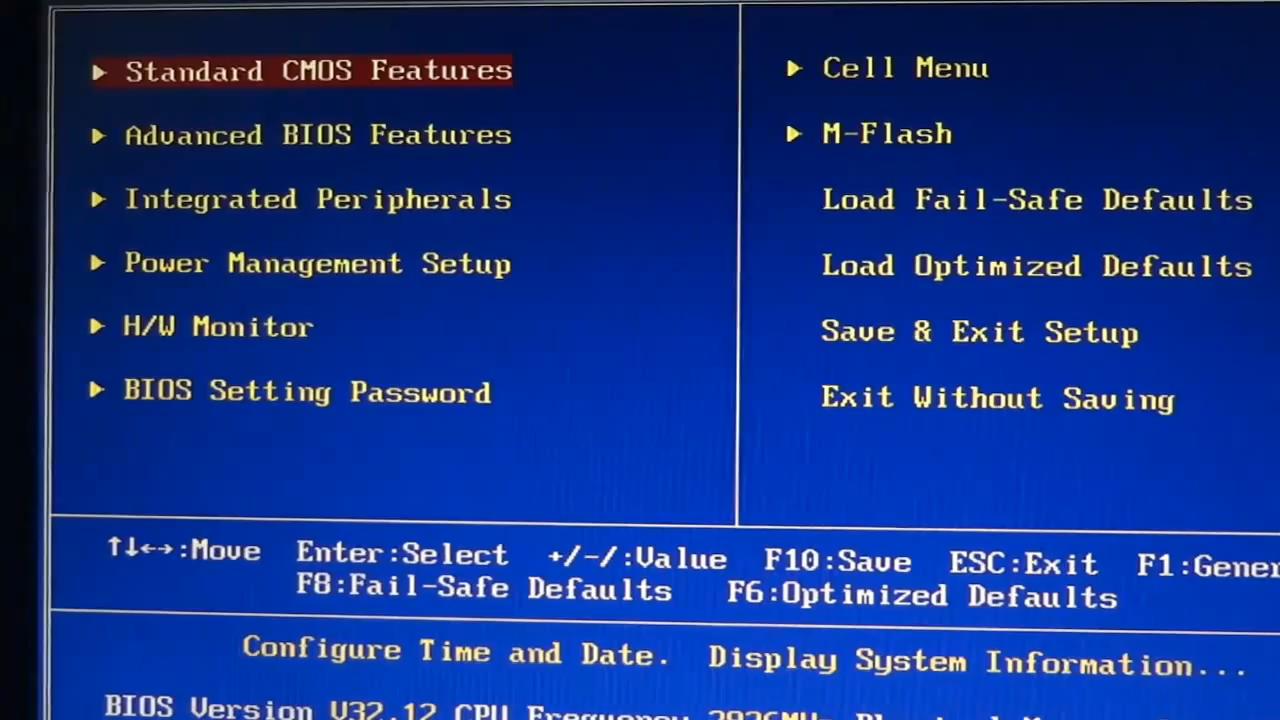 Standard CMOS Features
Advanced BIOS Features
Integrated Peripherals
Power Management Setup
H/W Monitor
BIOS Setting Password
Cell Menu
M-Flash
Load Fail-Safe Defaults
Load Optimized Defaults
Save & Exit Setup
Exit Without Saving
↑↓←→:Move Enter:Select +/-/:Value F10:Save ESC:Exit F1:Gener
F8:Fail-Safe Defaults F6:Optimized Defaults
Configure Time and Date. Display System Information...
BIOS Version V32.12 CPU Frequency